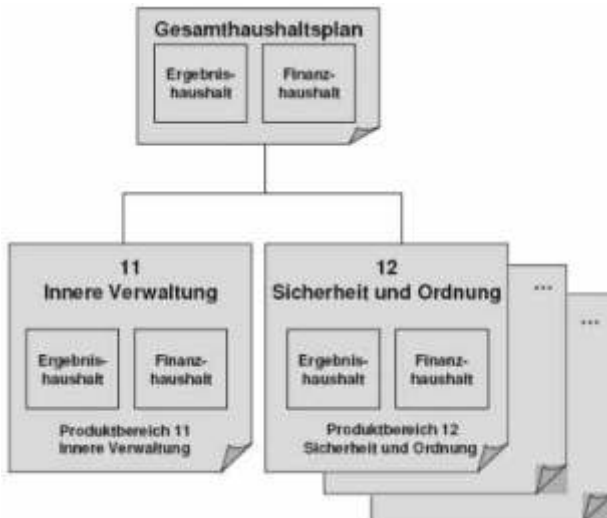 Gesamthaushaltsplan
Ergebnis-
haushalt
Finanz-
haushalt
11
Innere Verwaltung
Ergebnis-
haushalt
Finanz-
haushalt
Produktbereich 11
Innere Verwaltung
12
Sicherheit und Ordnung
Ergebnis-
haushalt
Finanz-
haushalt
Produktbereich 12
Sicherheit und Ordnung
...
...